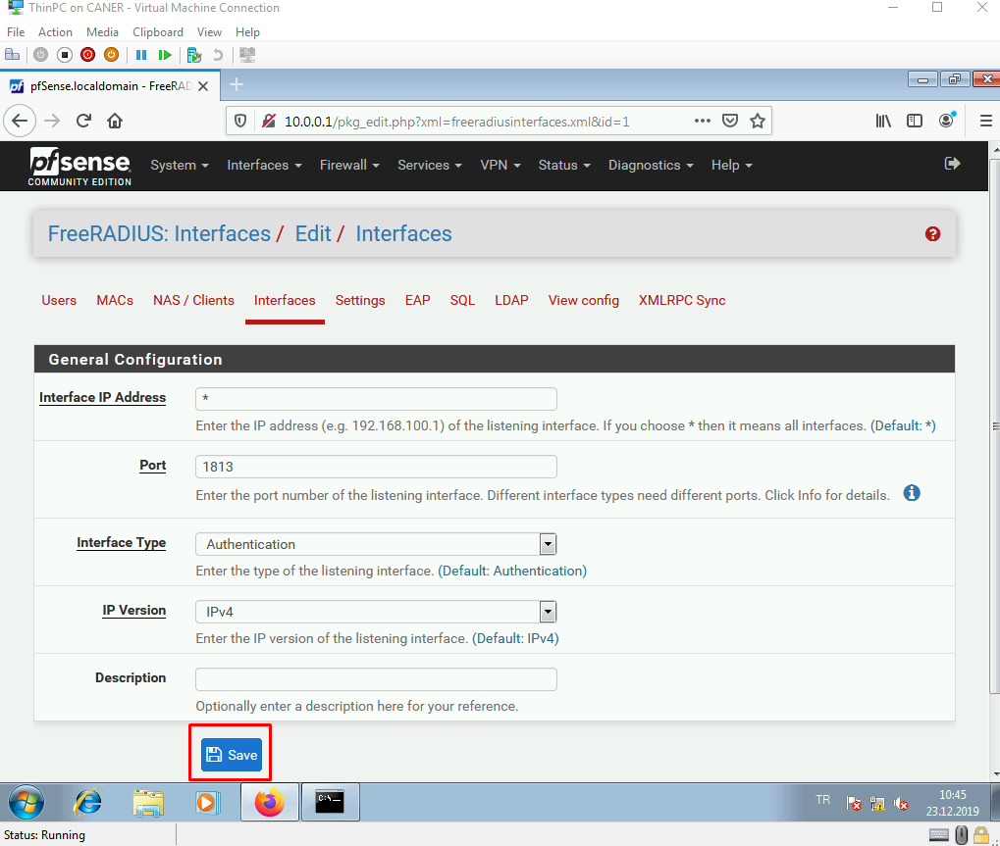 ThinPC on CANER - Virtual Machine Connection
File Action Media Clipboard View Help
pf pfSense.localdomain - FreeRAD
10.0.0.1/pkg_edit.php?xml=freeradiusinterfaces.xml&id=1
pfsense
COMMUNITY EDITION
System Interfaces Firewall Services VPN Status Diagnostics Help
FreeRADIUS: Interfaces / Edit / Interfaces
Users MACs NAS / Clients Interfaces Settings EAP SQL LDAP View config XMLRPC Sync
General Configuration
Interface IP Address *
Enter the IP address (e.g. 192.168.100.1) of the listening interface. If you choose * then it means all interfaces. (Default: *)
Port 1813
Enter the port number of the listening interface. Different interface types need different ports. Click Info for details.
Interface Type Authentication
Enter the type of the listening interface. (Default: Authentication)
IP Version IPv4
Enter the IP version of the listening interface. (Default: IPv4)
Description
Optionally enter a description here for your reference.
Save
C:\_
TR 10:45
23.12.2019
Status: Running